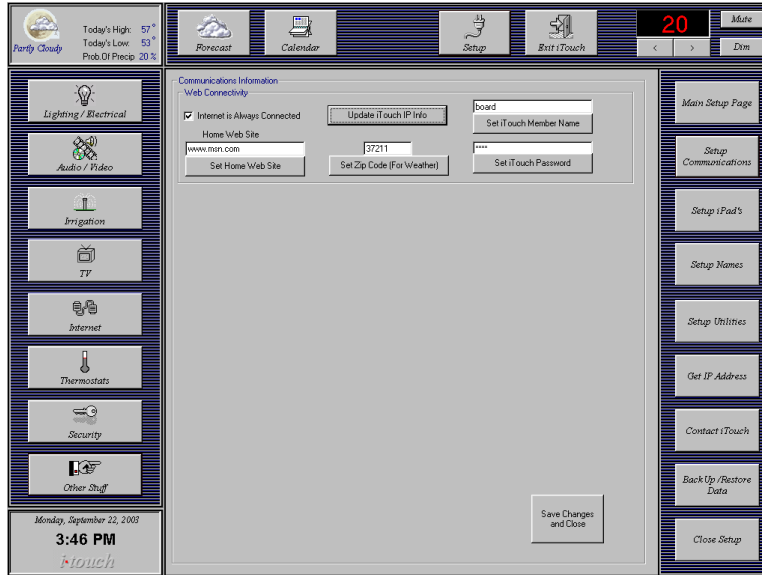 Partly Cloudy
Today's High: 57°
Today's Low: 53°
Prob.Of Precip 20 %
Forecast
Calendar
Setup
Exit iTouch
20
<
>
Mute
Dim
Lighting / Electrical
Audio / Video
Irrigation
TV
Internet
Thermostats
Security
Other Stuff
Monday, September 22, 2003
3:46 PM
i·touch
Communications Information
Web Connectivity
Internet is Always Connected
Update iTouch IP Info
board
Set iTouch Member Name
Home Web Site
www.msn.com
37211
****
Set Home Web Site
Set Zip Code (For Weather)
Set iTouch Password
Save Changes
and Close
Main Setup Page
Setup
Communications
Setup iPad's
Setup Names
Setup Utilities
Get IP Address
Contact iTouch
Back Up /Restore
Data
Close Setup